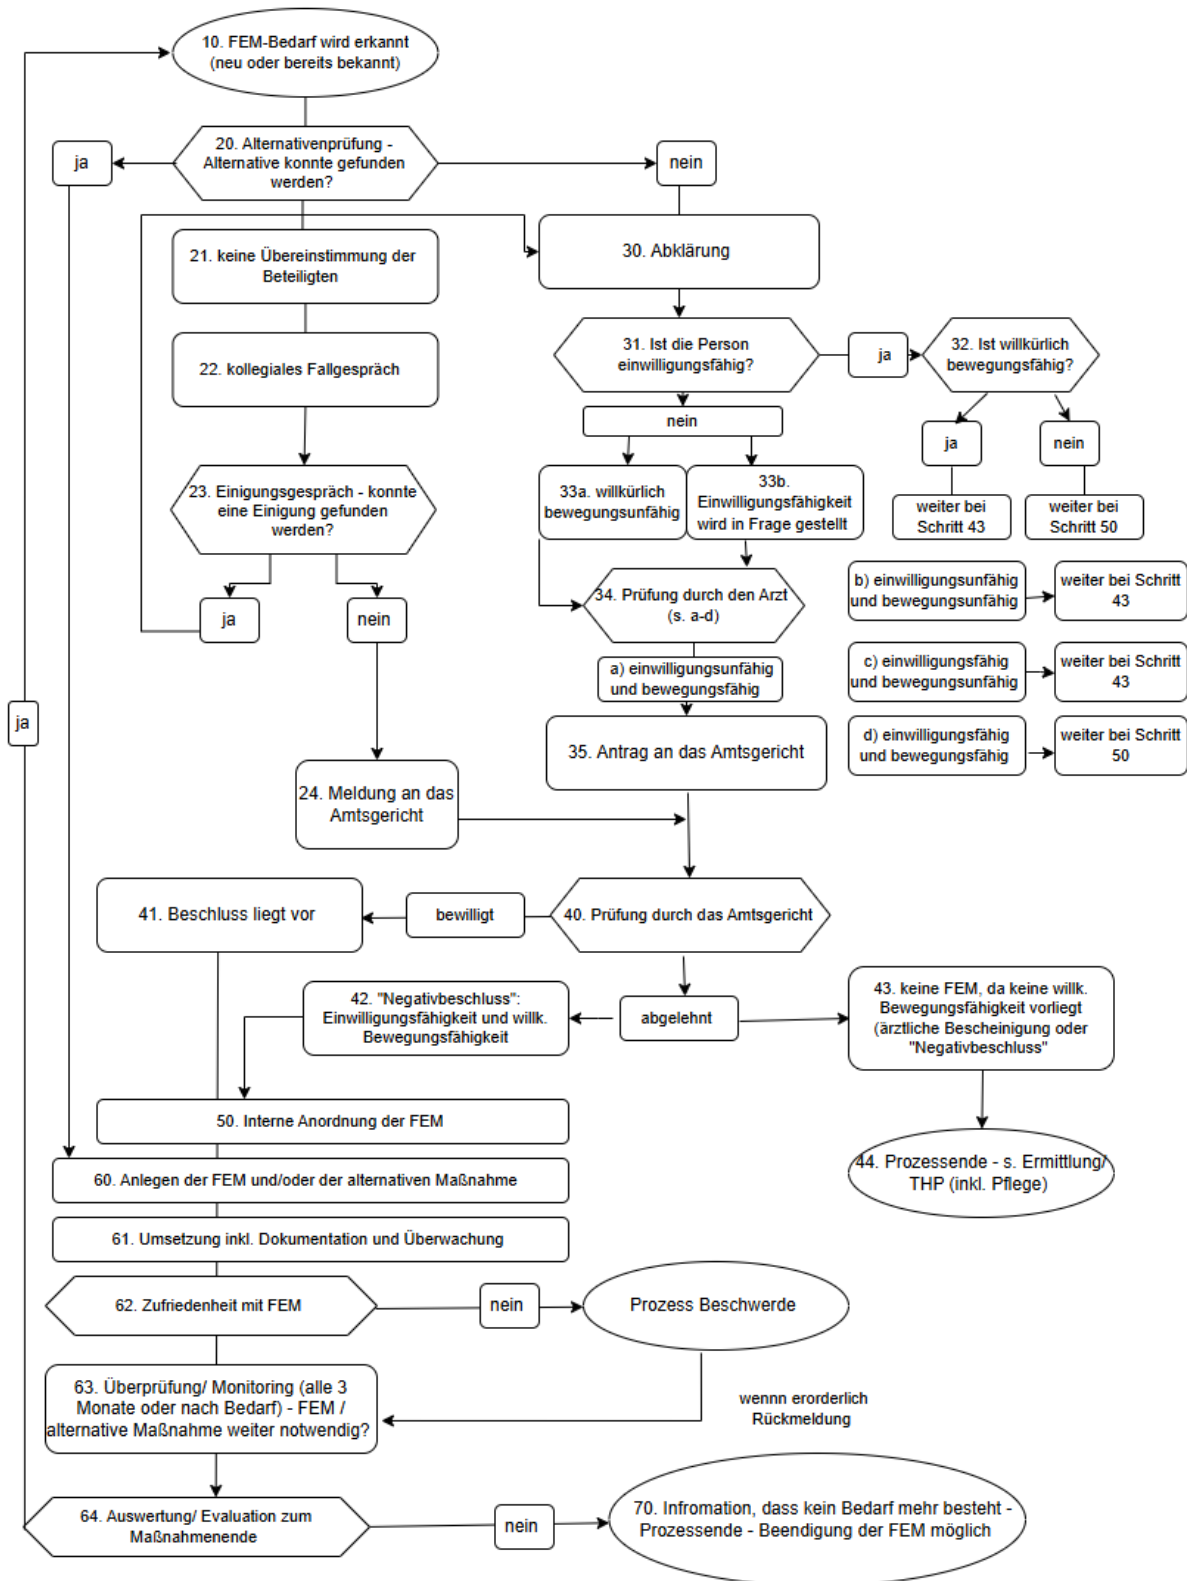 10. FEM-Bedarf wird erkannt
(neu oder bereits bekannt)
20. Alternativenprüfung -
Alternative konnte gefunden
werden?
ja
nein
21. keine Übereinstimmung der
Beteiligten
30. Abklärung
22. kollegiales Fallgespräch
31. Ist die Person
einwilligungsfähig?
ja
32. Ist willkürlich
bewegungsfähig?
nein
ja
nein
23. Einigungsgespräch - konnte
eine Einigung gefunden
werden?
33a. willkürlich
bewegungsunfähig
33b.
Einwilligungsfähigkeit
wird in Frage gestellt
weiter bei
Schritt 43
weiter bei
Schritt 50
ja
nein
34. Prüfung durch den Arzt
(s. a-d)
b) einwilligungsunfähig
und bewegungsunfähig
weiter bei Schritt
43
a) einwilligungsunfähig
und bewegungsfähig
c) einwilligungsfähig
und bewegungsunfähig
weiter bei Schritt
43
ja
35. Antrag an das Amtsgericht
d) einwilligungsfähig
und bewegungsfähig
weiter bei Schritt
50
24. Meldung an das
Amtsgericht
41. Beschluss liegt vor
bewilligt
40. Prüfung durch das Amtsgericht
42. "Negativbeschluss":
Einwilligungsfähigkeit und willk.
Bewegungsfähigkeit
abgelehnt
43. keine FEM, da keine willk.
Bewegungsfähigkeit vorliegt
(ärztliche Bescheinigung oder
"Negativbeschluss"
50. Interne Anordnung der FEM
44. Prozessende - s. Ermittlung/
THP (inkl. Pflege)
60. Anlegen der FEM und/oder der alternativen Maßnahme
61. Umsetzung inkl. Dokumentation und Überwachung
62. Zufriedenheit mit FEM
nein
Prozess Beschwerde
63. Überprüfung/ Monitoring (alle 3
Monate oder nach Bedarf) - FEM /
alternative Maßnahme weiter notwendig?
wennn erorderlich
Rückmeldung
64. Auswertung/ Evaluation zum
Maßnahmenende
nein
70. Infromation, dass kein Bedarf mehr besteht -
Prozessende - Beendigung der FEM möglich